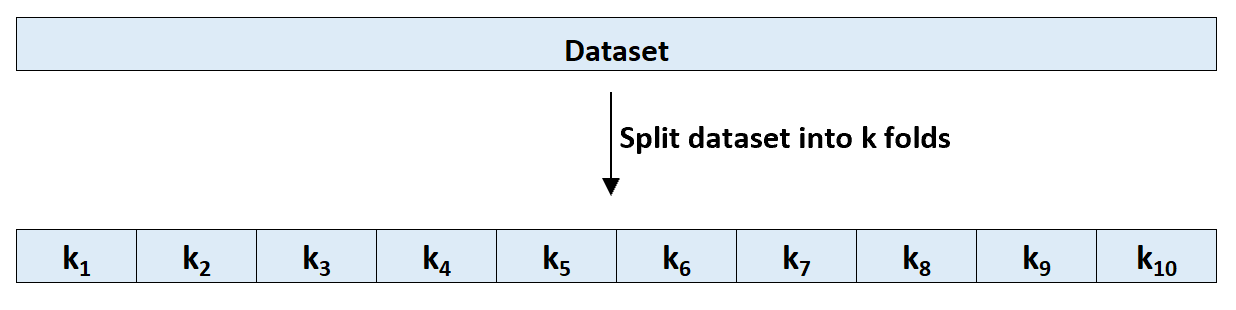 Dataset
Split dataset into k folds
k₁ k₂ k₃ k₄ k₅ k₆ k₇ k₈ k₉ k₁₀